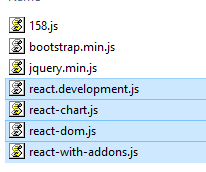 158.js
bootstrap.min.js
jquery.min.js
react.development.js
react-chart.js
react-dom.js
react-with-addons.js